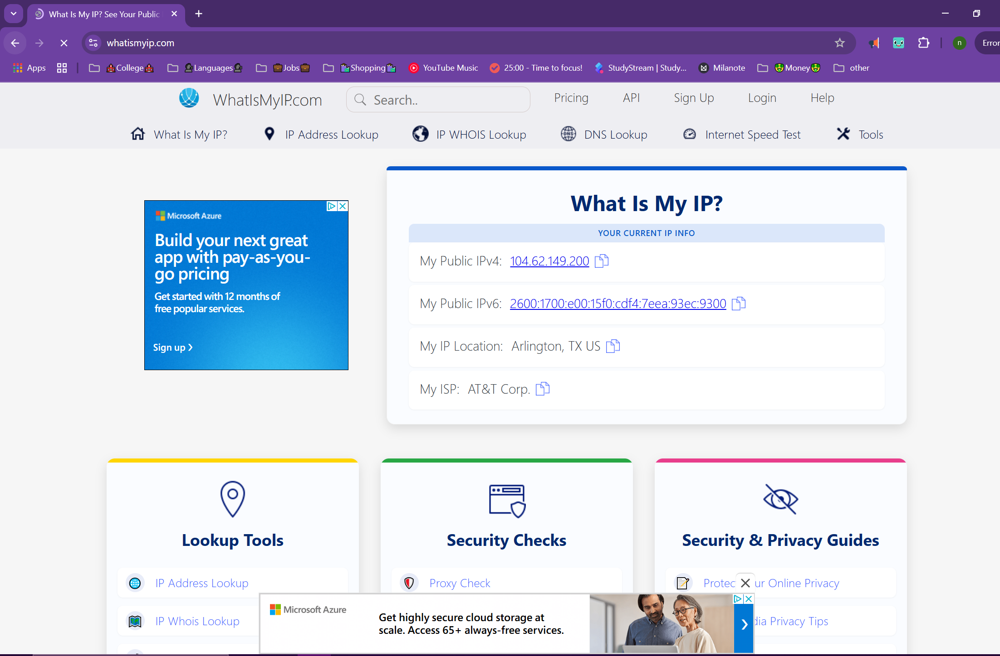 What Is My IP? See Your Public
whatismyip.com
n
Error
Apps
College
Languages
Jobs
Shopping
YouTube Music
25:00 - Time to focus!
StudyStream | Study...
Milanote
Money
other
WhatIsMyIP.com
Search..
Pricing
API
Sign Up
Login
Help
What Is My IP?
IP Address Lookup
IP WHOIS Lookup
DNS
DNS Lookup
Internet Speed Test
Tools
Microsoft Azure
Build your next great
app with pay-as-you-
go pricing
Get started with 12 months of
free popular services.
Sign up
What Is My IP?
YOUR CURRENT IP INFO
My Public IPv4: 104.62.149.200
My Public IPv6: 2600:1700:e00:15f0:cdf4:7eea:93ec:9300
My IP Location: Arlington, TX US
My ISP: AT&T Corp.
Lookup Tools
IP Address Lookup
IP Whois Lookup
Security Checks
Proxy Check
Security & Privacy Guides
Protec ur Online Privacy
dia Privacy Tips
Microsoft Azure
Get highly secure cloud storage at
scale. Access 65+ always-free services.